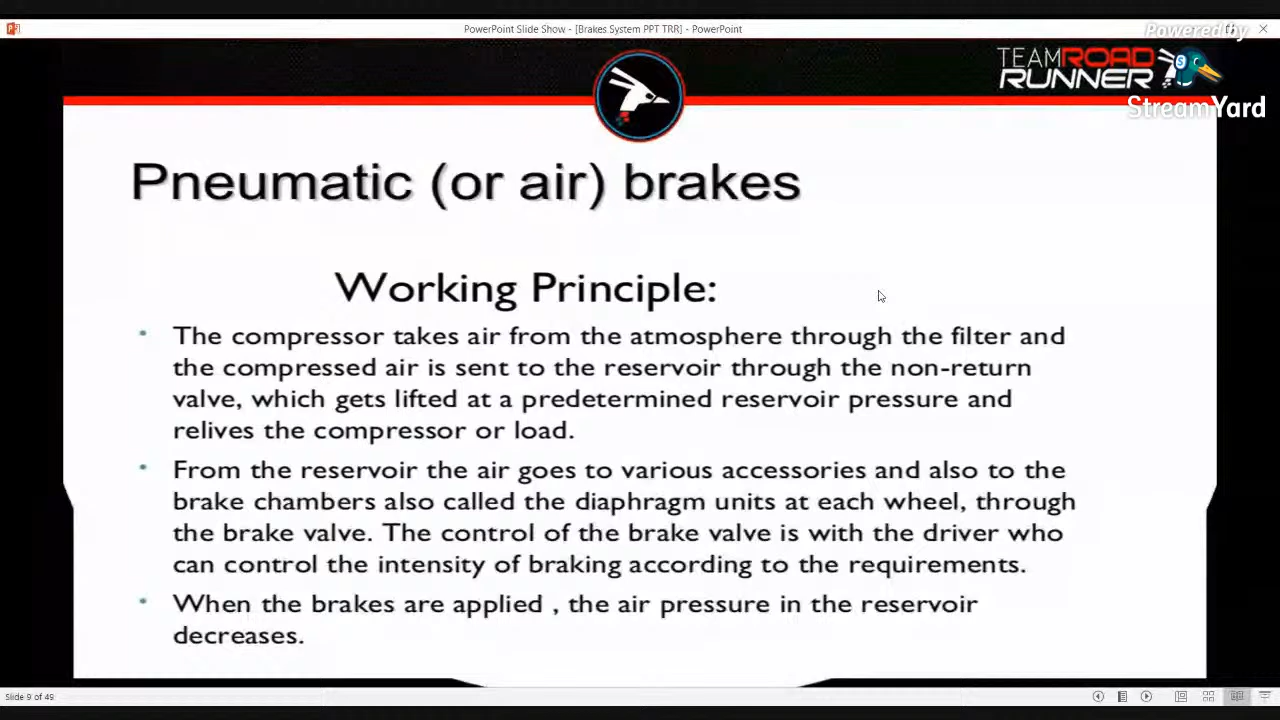 PowerPoint Slide Show - [Brakes System PPT TRR] - PowerPoint
Powered by
TEAMROAD
RUNNER
StreamYard
Pneumatic (or air) brakes
Working Principle:
• The compressor takes air from the atmosphere through the filter and
the compressed air is sent to the reservoir through the non-return
valve, which gets lifted at a predetermined reservoir pressure and
relives the compressor or load.
• From the reservoir the air goes to various accessories and also to the
brake chambers also called the diaphragm units at each wheel, through
the brake valve. The control of the brake valve is with the driver who
can control the intensity of braking according to the requirements.
• When the brakes are applied , the air pressure in the reservoir
decreases.
Slide 9 of 49